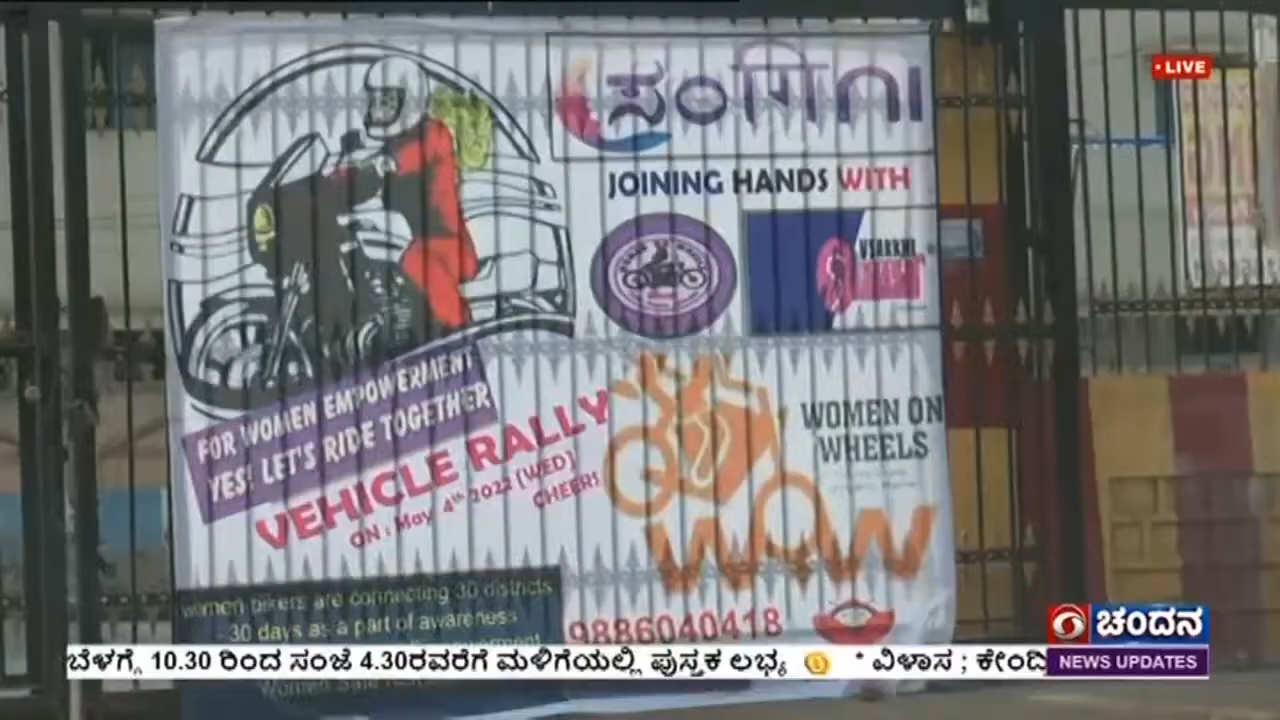 ಸಂಗಿನಿ
LIVE
JOINING HANDS WITH
FOR WOMEN EMPOWERMENT
YES! LET'S RIDE TOGETHER
VEHICLE RALLY
ON : May 4th 2022 (WED)
CHEERS
WOMEN ON
WHEELS
WOW
women bikers are connecting 30 districts
- 30 days as a part of awareness
9886040418
ಬೆಳಗ್ಗೆ 10.30 ರಿಂದ ಸಂಜೆ 4.30ರವರೆಗೆ ಮಳಿಗೆಯಲ್ಲಿ ಪುಸ್ತಕ ಲಭ್ಯ * ವಿಳಾಸ ; ಕೇಂದ್ರ
ಚಂದನ
NEWS UPDATES